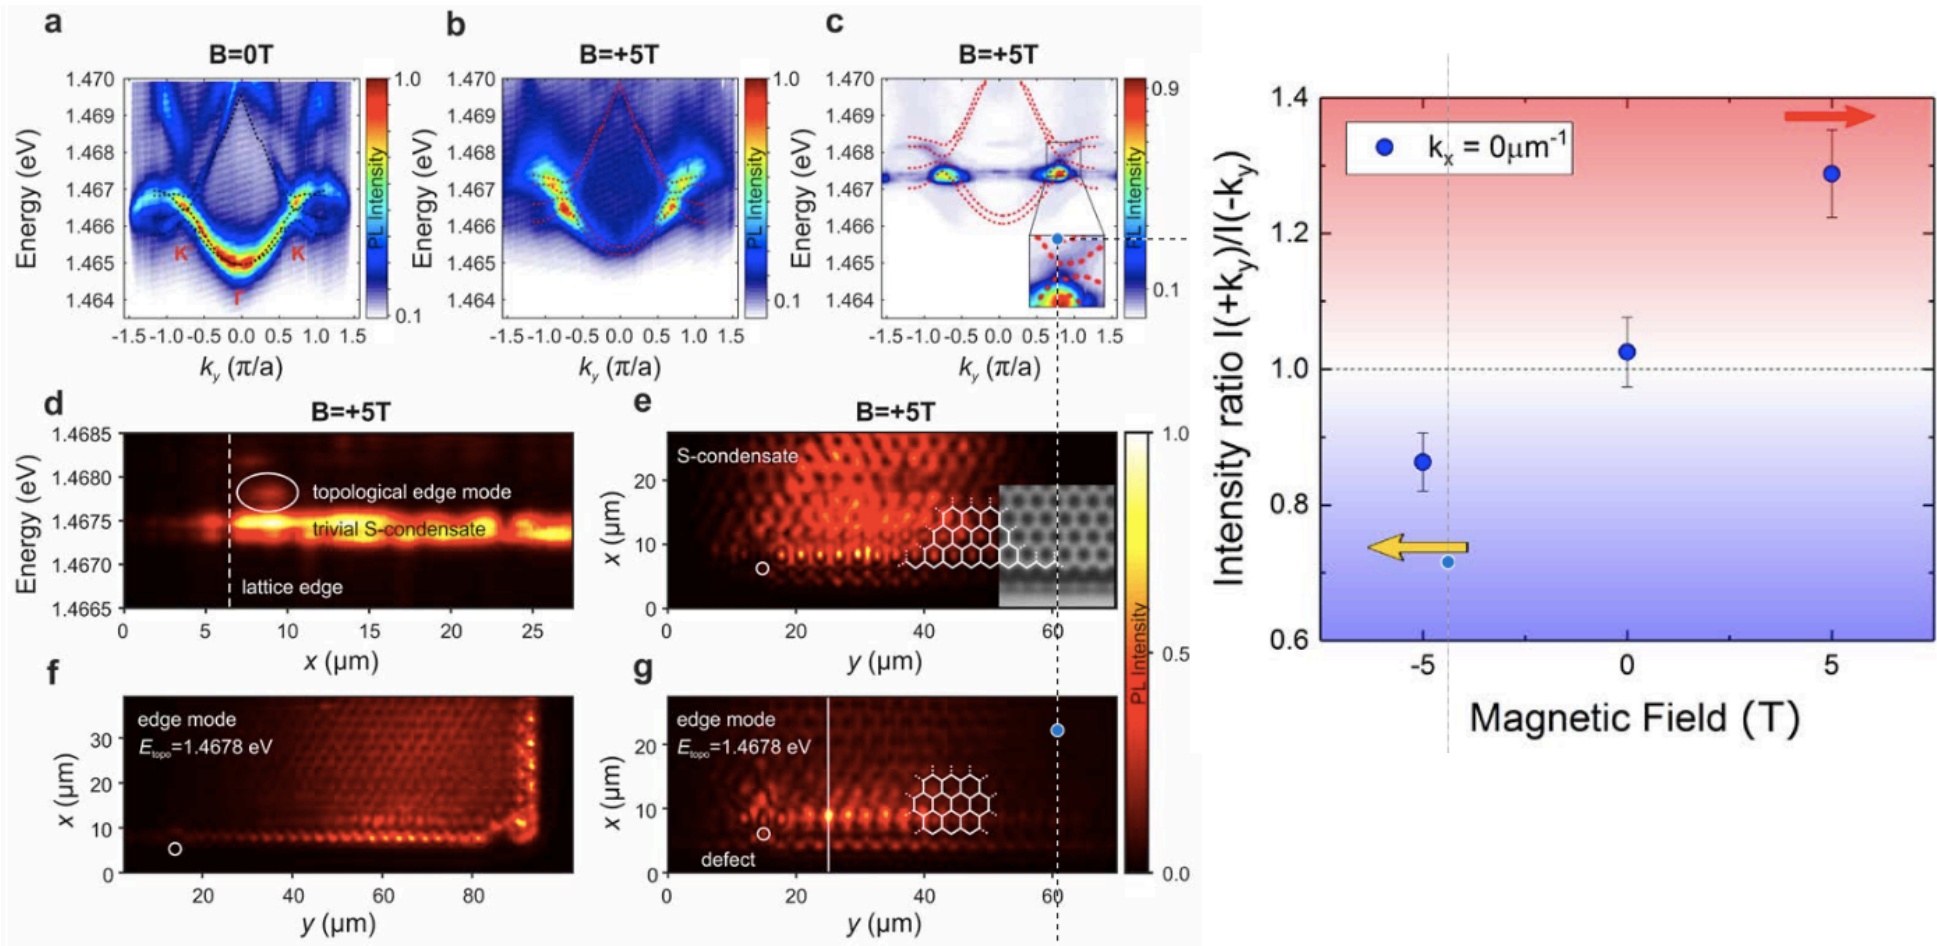 a
B=0T
1.470
1.469
1.468
1.467
1.466
1.465
1.464
Energy (eV)
K
K
Γ
-1.5 -1.0 -0.5 0.0 0.5 1.0 1.5
k_y (π/a)
1.0
PL Intensity
0.1
b
B=+5T
1.470
1.469
1.468
1.467
1.466
1.465
1.464
Energy (eV)
-1.5 -1.0 -0.5 0.0 0.5 1.0 1.5
k_y (π/a)
1.0
PL Intensity
0.1
c
B=+5T
1.470
1.469
1.468
1.467
1.466
1.465
1.464
Energy (eV)
-1.5 -1.0 -0.5 0.0 0.5 1.0 1.5
k_y (π/a)
0.9
PL Intensity
0.1
d
B=+5T
1.4685
1.4680
1.4675
1.4670
1.4665
Energy (eV)
topological edge mode
trivial S-condensate
lattice edge
0 5 10 15 20 25
x (μm)
e
B=+5T
S-condensate
20
10
0
x (μm)
0 20 40 60
y (μm)
1.0
0.5
0.0
PL Intensity
f
edge mode
E_topo=1.4678 eV
30
20
10
0
x (μm)
20 40 60 80
y (μm)
g
edge mode
E_topo=1.4678 eV
defect
20
10
0
x (μm)
0 20 40 60
y (μm)
1.4
1.2
1.0
0.8
0.6
Intensity ratio I(+k_y)/I(-k_y)
k_x = 0μm⁻¹
-5 0 5
Magnetic Field (T)